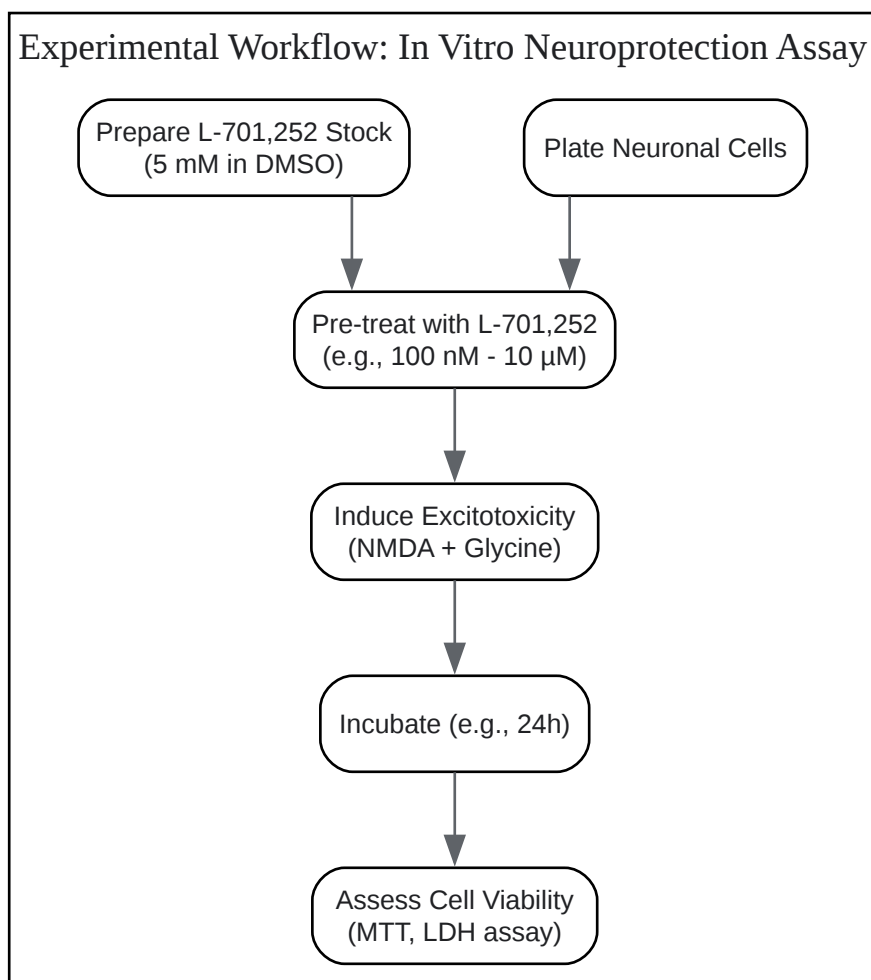 Experimental Workflow: In Vitro Neuroprotection Assay
Prepare L-701,252 Stock
(5 mM in DMSO)
Plate Neuronal Cells
Pre-treat with L-701,252
(e.g., 100 nM - 10 µM)
Induce Excitotoxicity
(NMDA + Glycine)
Incubate (e.g., 24h)
Assess Cell Viability
(MTT, LDH assay)